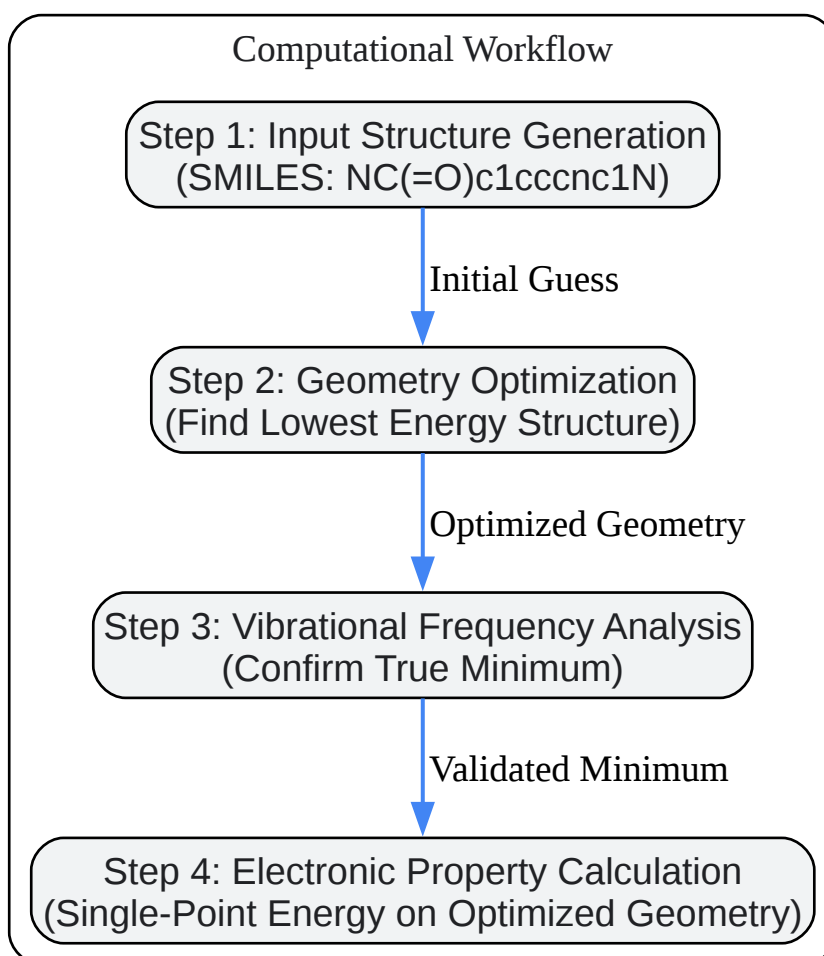 Computational Workflow
Step 1: Input Structure Generation
(SMILES: NC(=O)c1cccnc1N)
Initial Guess
Step 2: Geometry Optimization
(Find Lowest Energy Structure)
Optimized Geometry
Step 3: Vibrational Frequency Analysis
(Confirm True Minimum)
Validated Minimum
Step 4: Electronic Property Calculation
(Single-Point Energy on Optimized Geometry)